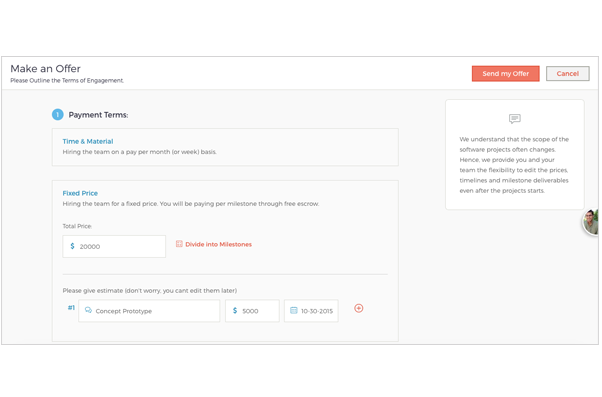 Make an Offer
Please Outline the Terms of Engagement.
Send my Offer
Cancel
1 Payment Terms:
Time & Material
Hiring the team on a pay per month (or week) basis
Fixed Price
Hiring the team for a fixed price. You will be paying per milestone through free escrow.
Total Price:
$ 20000
Divide into Milestones
Please give estimate (don't worry, you cant edit them later)
#1 Concept Prototype $ 5000 10-30-2015
We understand that the scope of the
software projects often changes.
Hence, we provide you and your
team the flexibility to edit the prices,
timelines and milestone deliverables
even after the projects starts.